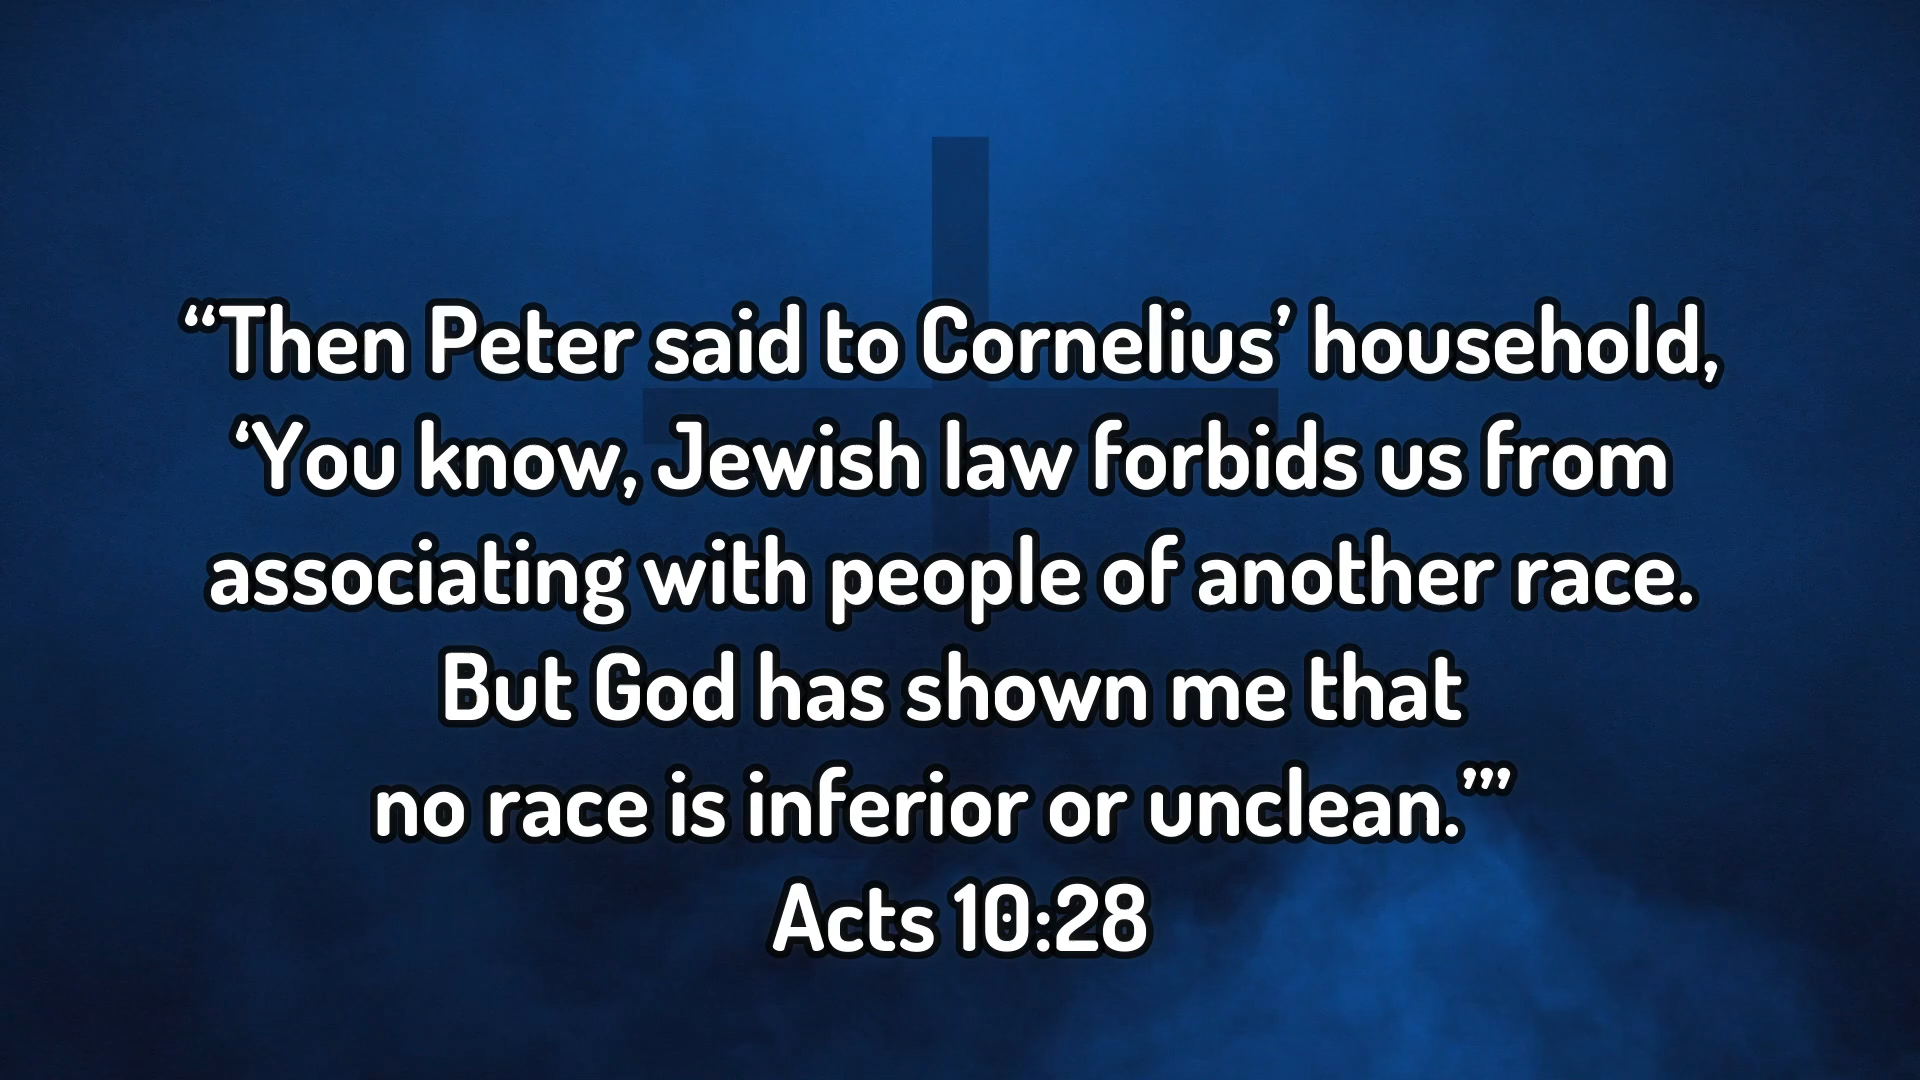 “Then Peter said to Cornelius’ household,
‘You know, Jewish law forbids us from
associating with people of another race.
But God has shown me that
no race is inferior or unclean.’”
Acts 10:28